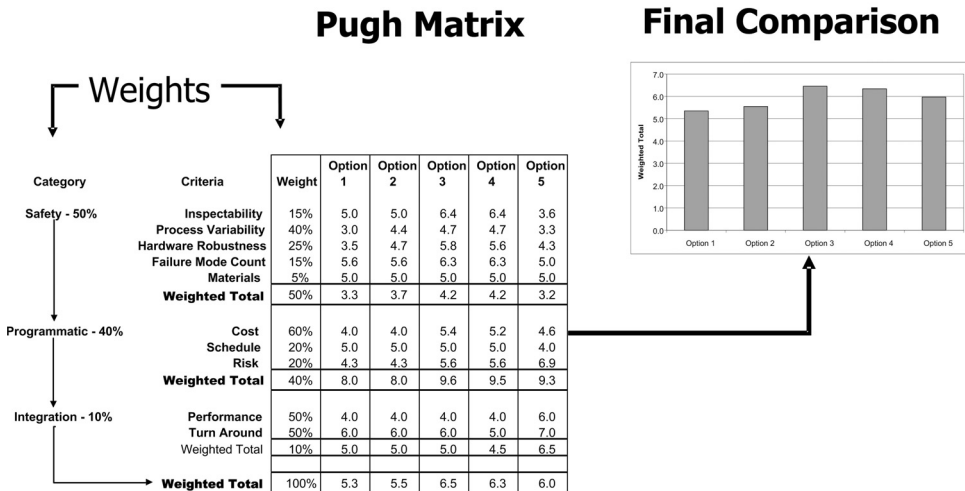 Pugh Matrix
Final Comparison
Weights
Category Criteria Weight Option 1 Option 2 Option 3 Option 4 Option 5
Safety - 50%
Inspectability 15% 5.0 5.0 6.4 6.4 3.6
Process Variability 40% 3.0 4.4 4.7 4.7 3.3
Hardware Robustness 25% 3.5 4.7 5.8 5.6 4.3
Failure Mode Count 15% 5.6 5.6 6.3 6.3 5.0
Materials 5% 5.0 5.0 5.0 5.0 5.0
Weighted Total 50% 3.3 3.7 4.2 4.2 3.2
Programmatic - 40%
Cost 60% 4.0 4.0 5.4 5.2 4.6
Schedule 20% 5.0 5.0 5.0 5.0 4.0
Risk 20% 4.3 4.3 5.6 5.6 6.9
Weighted Total 40% 8.0 8.0 9.6 9.5 9.3
Integration - 10%
Performance 50% 4.0 4.0 4.0 4.0 6.0
Turn Around 50% 6.0 6.0 6.0 5.0 7.0
Weighted Total 10% 5.0 5.0 5.0 4.5 6.5
Weighted Total 100% 5.3 5.5 6.5 6.3 6.0
Weighted Total
7.0
6.0
5.0
4.0
3.0
2.0
1.0
0.0
Option 1 Option 2 Option 3 Option 4 Option 5